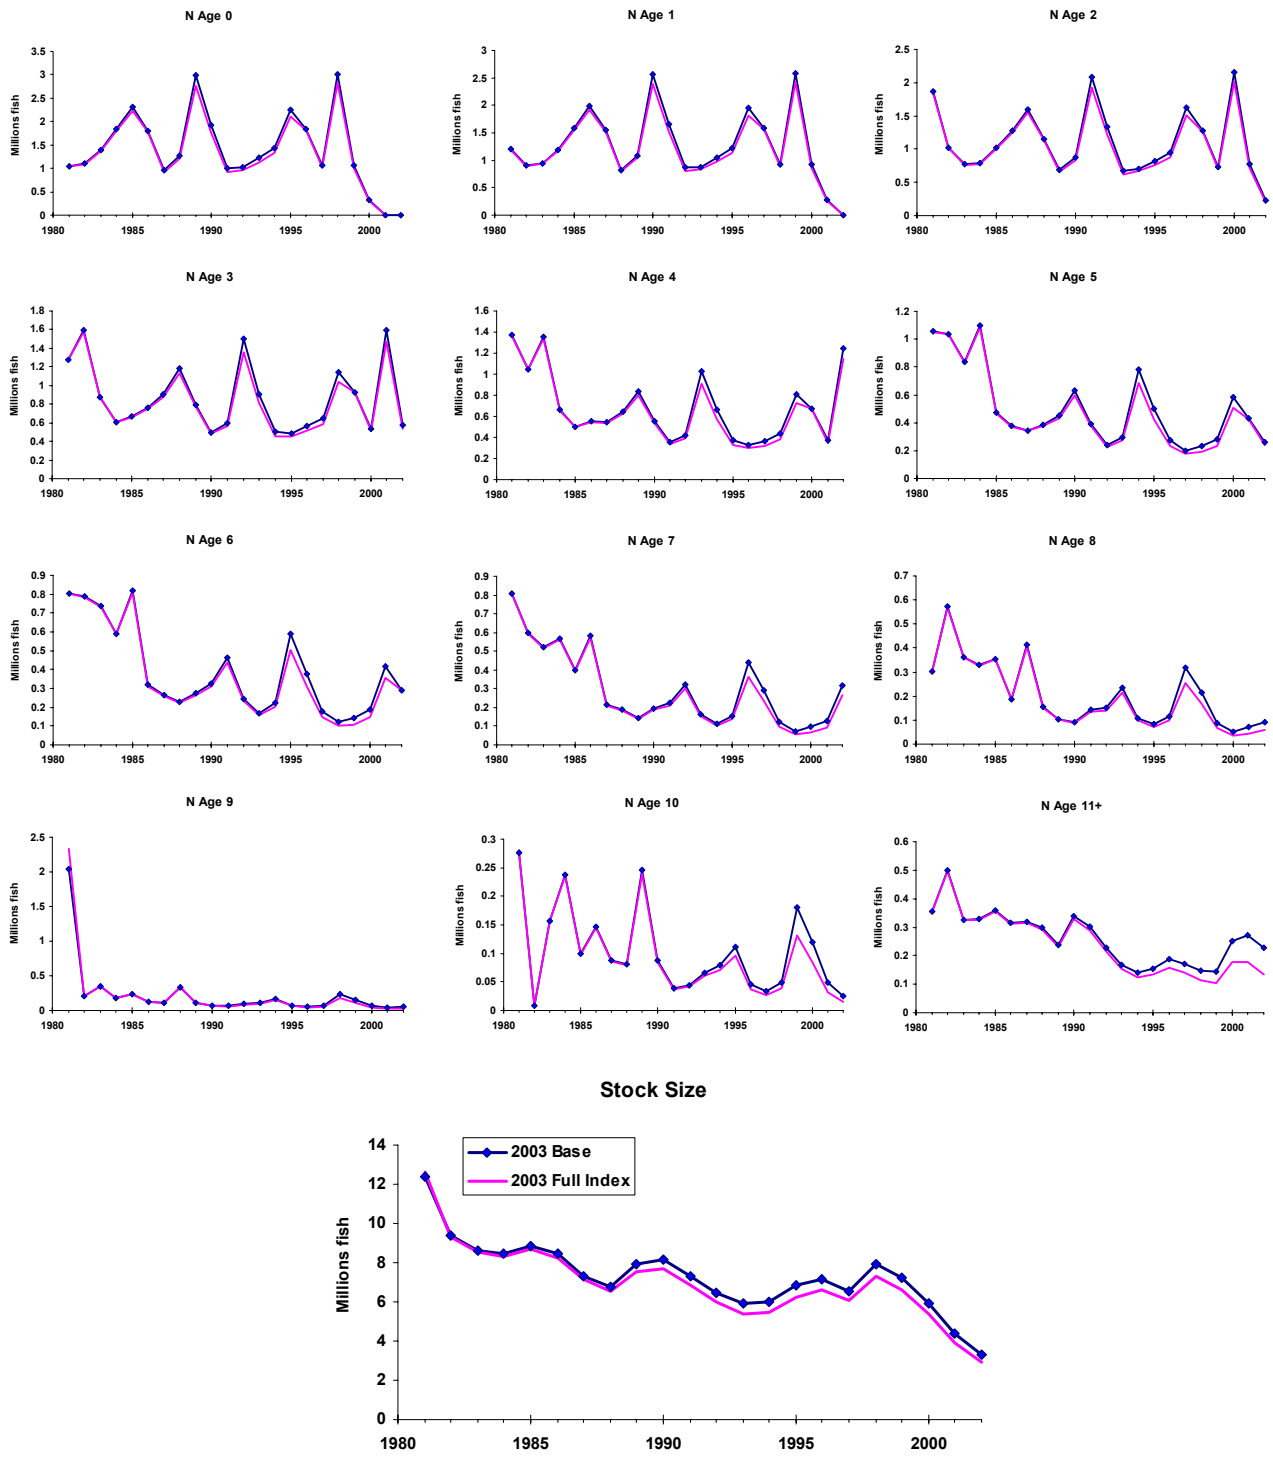 N Age 0
3.5
3
2.5
2
1.5
1
0.5
0
Millions fish
1980 1985 1990 1995 2000
N Age 1
3
2.5
2
1.5
1
0.5
0
Millions fish
1980 1985 1990 1995 2000
N Age 2
2.5
2
1.5
1
0.5
0
Millions fish
1980 1985 1990 1995 2000
N Age 3
1.8
1.6
1.4
1.2
1
0.8
0.6
0.4
0.2
0
Millions fish
1980 1985 1990 1995 2000
N Age 4
1.6
1.4
1.2
1
0.8
0.6
0.4
0.2
0
Millions fish
1980 1985 1990 1995 2000
N Age 5
1.2
1
0.8
0.6
0.4
0.2
0
Millions fish
1980 1985 1990 1995 2000
N Age 6
0.9
0.8
0.7
0.6
0.5
0.4
0.3
0.2
0.1
0
Millions fish
1980 1985 1990 1995 2000
N Age 7
0.9
0.8
0.7
0.6
0.5
0.4
0.3
0.2
0.1
0
Millions fish
1980 1985 1990 1995 2000
N Age 8
0.7
0.6
0.5
0.4
0.3
0.2
0.1
0
Millions fish
1980 1985 1990 1995 2000
N Age 9
2.5
2
1.5
1
0.5
0
Millions fish
1980 1985 1990 1995 2000
N Age 10
0.3
0.25
0.2
0.15
0.1
0.05
0
Millions fish
1980 1985 1990 1995 2000
N Age 11+
0.6
0.5
0.4
0.3
0.2
0.1
0
Millions fish
1980 1985 1990 1995 2000
Stock Size
2003 Base
2003 Full Index
14
12
10
8
6
4
2
0
Millions fish
1980 1985 1990 1995 2000